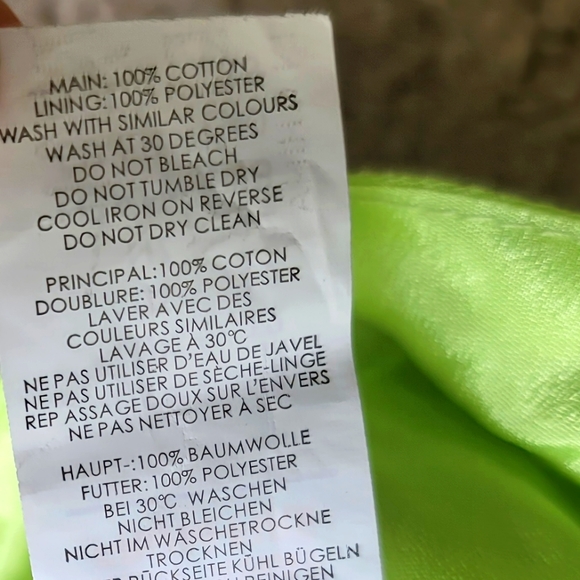 MAIN: 100% COTTON
LINING:100% POLYESTER
WASH WITH SIMILAR COLOURS
WASH AT 30 DEGREES
DO NOT BLEACH
DO NOT TUMBLE DRY
COOL IRON ON REVERSE
DO NOT DRY CLEAN
PRINCIPAL:100% COTON
DOUBLURE: 100% POLYESTER
LAVER AVEC DES
COULEURS SIMILAIRES
LAVAGE À 30°C
NE PAS UTILISER D'EAU DE JAVEL
NE PAS UTILISER DE SÈCHE-LINGE
REP ASSAGE DOUX SUR L'ENVERS
NE PAS NETTOYER À SEC
HAUPT-:100% BAUMWOLLE
FUTTER: 100% POLYESTER
BEI 30°C WASCHEN
NICHT BLEICHEN
NICHT IM WÄSCHETROCKNE
TROCKNEN
RÜCKSEITE KÜHL BÜGELN
REINIGEN